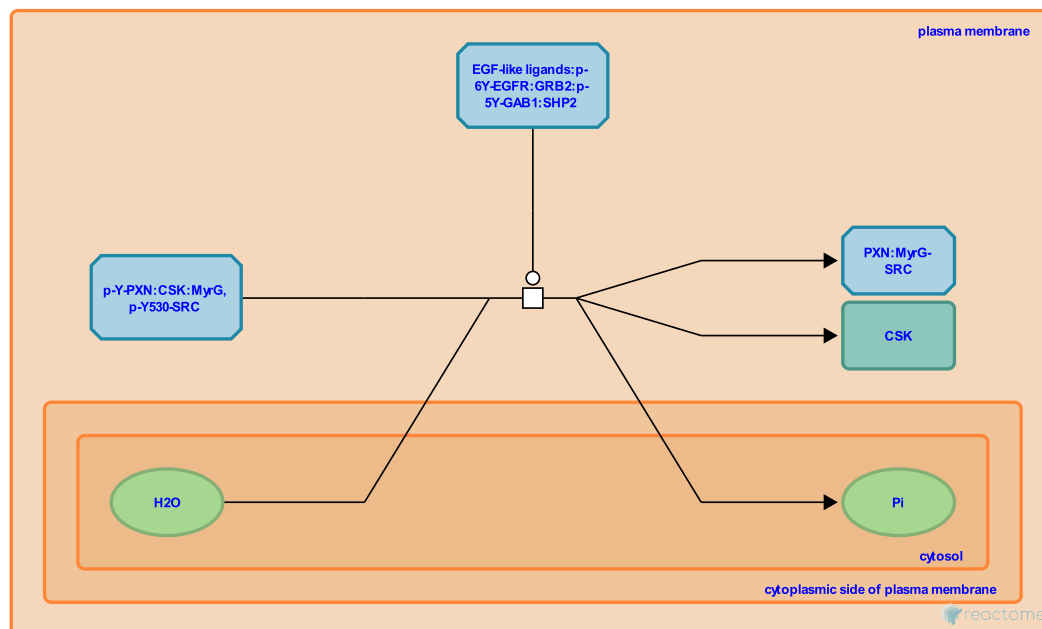 plasma membrane
EGF-like ligands:p-
6Y-EGFR:GRB2:p-
5Y-GAB1:SHP2
p-Y-PXN:CSK:MyrG,
p-Y530-SRC
PXN:MyrG-
SRC
CSK
H2O
Pi
cytosol
cytoplasmic side of plasma membrane
reactome